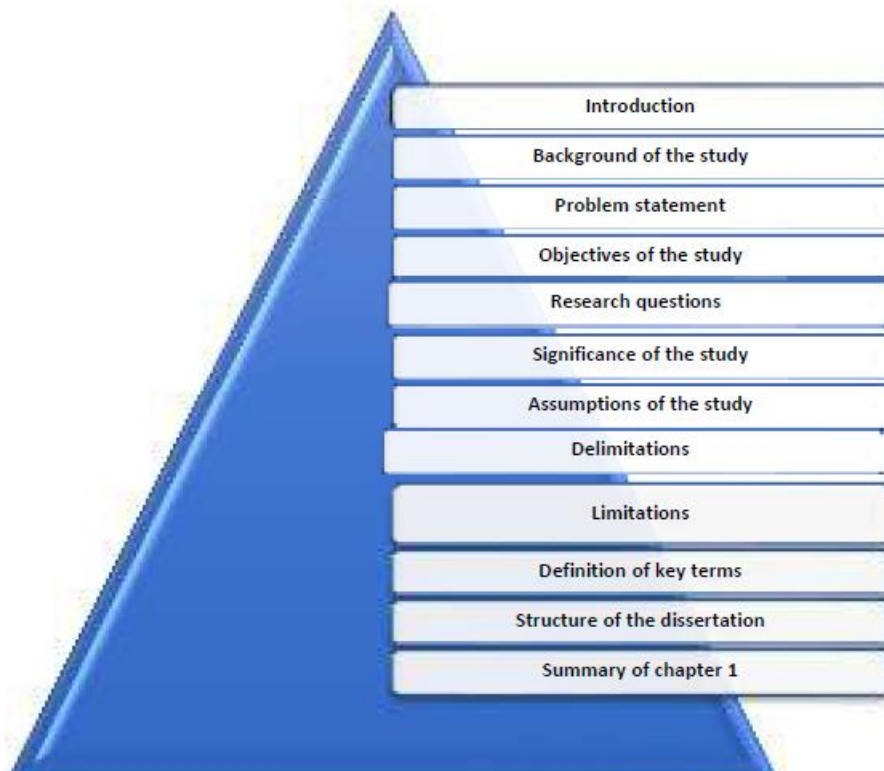 Introduction
Background of the study
Problem statement
Objectives of the study
Research questions
Significance of the study
Assumptions of the study
Delimitations
Limitations
Definition of key terms
Structure of the dissertation
Summary of chapter 1